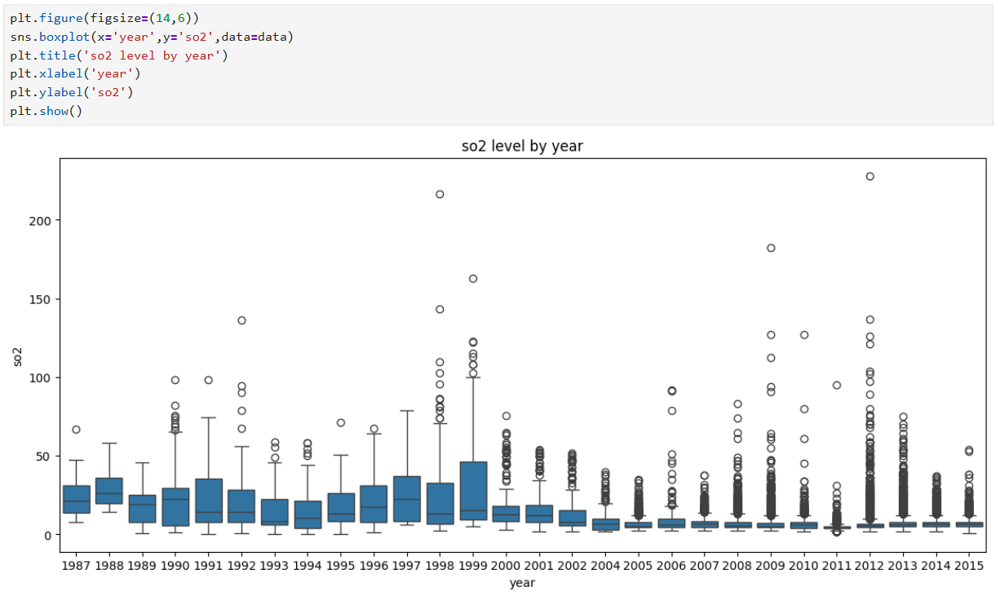 plt.figure(figsize=(14,6))
sns.boxplot(x='year',y='so2',data=data)
plt.title('so2 level by year')
plt.xlabel('year')
plt.ylabel('so2')
plt.show()
so2 level by year
200
150
100
50
0
so2
1987 1988 1989 1990 1991 1992 1993 1994 1995 1996 1997 1998 1999 2000 2001 2002 2004 2005 2006 2007 2008 2009 2010 2011 2012 2013 2014 2015
year